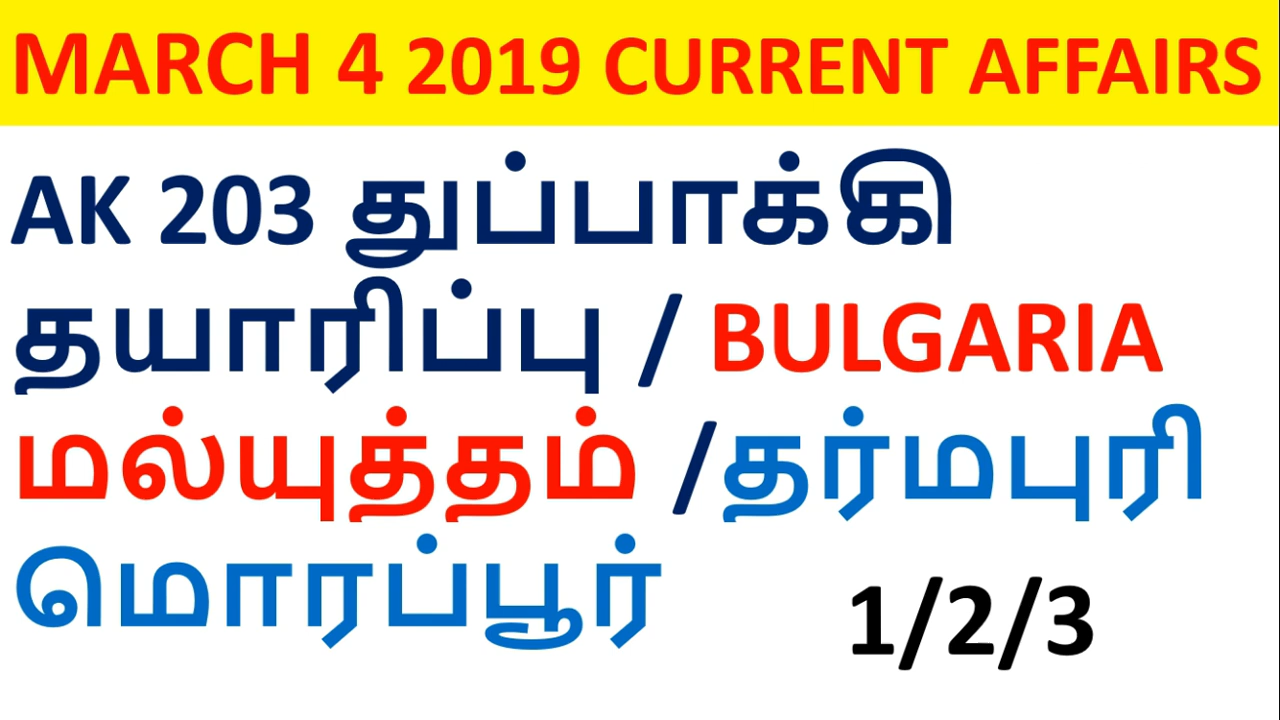 MARCH 4 2019 CURRENT AFFAIRS
AK 203 துப்பாக்கி
தயாரிப்பு / BULGARIA
மல்யுத்தம் /தர்மபுரி
மொரப்பூர்
1/2/3